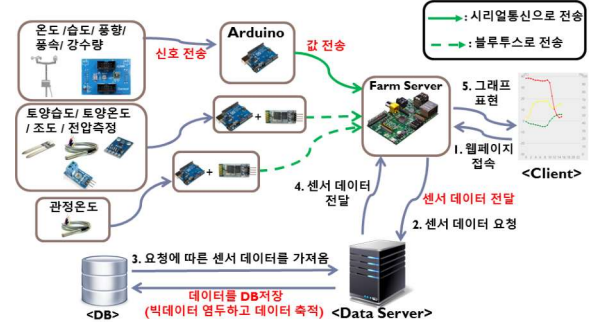 온도 /습도/ 풍향/
풍속/ 강수량
신호 전송
Arduino
값 전송
: 시리얼통신으로 전송
: 블루투스로 전송
토양습도/ 토양온도
/ 조도 / 전압측정
+
+
관정온도
Farm Server
5. 그래프
표현
1. 웹페이지
접속
<Client>
4. 센서 데이터
전달
센서 데이터 전달
2. 센서 데이터 요청
3. 요청에 따른 센서 데이터를 가져옴
데이터를 DB저장
(빅데이터 염두하고 데이터 축적)
<DB>
<Data Server>